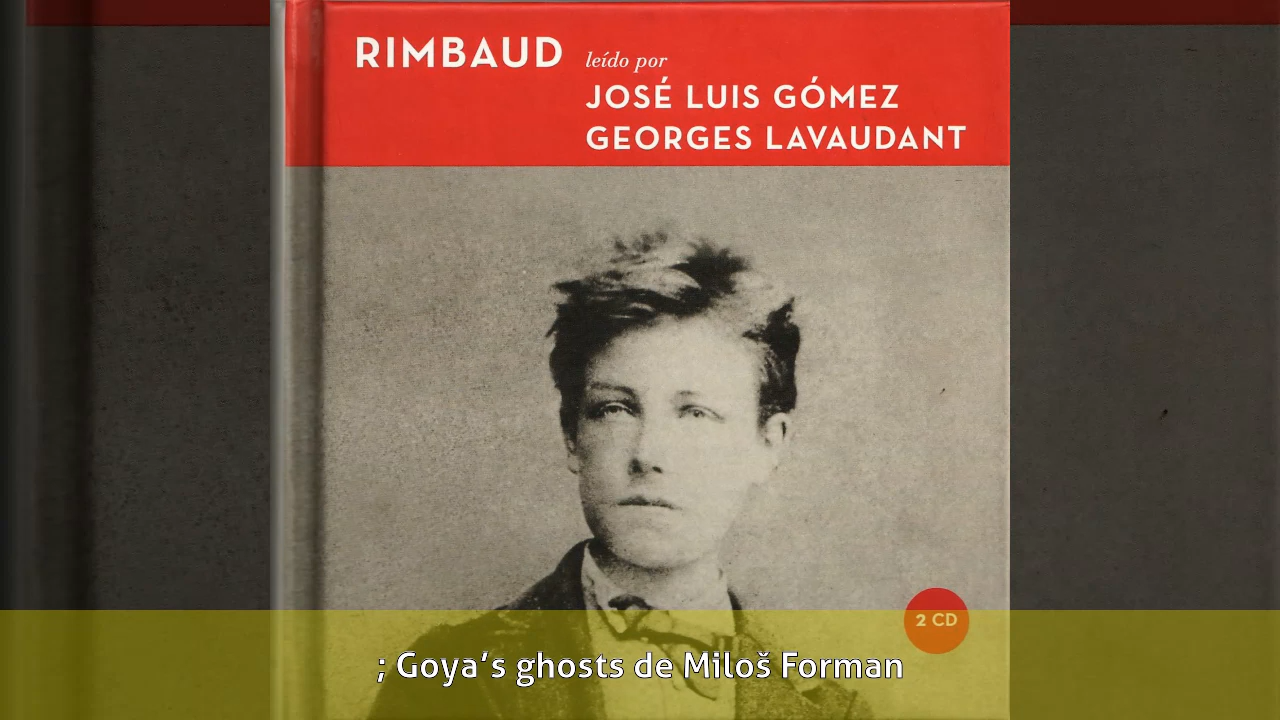 RIMBAUD leído por
JOSÉ LUIS GÓMEZ
GEORGES LAVAUDANT
2 CD
; Goya's ghosts de Miloš Forman